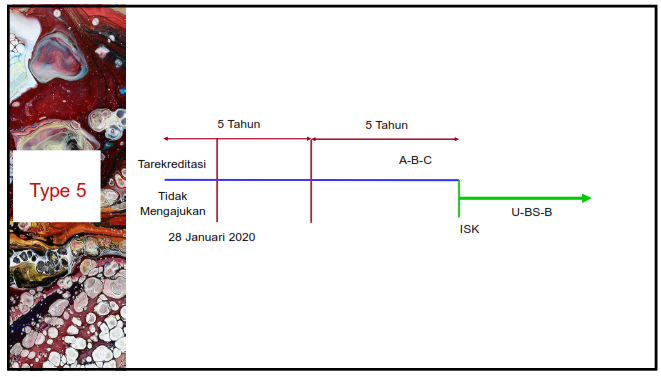 Type 5
5 Tahun
5 Tahun
Tarekreditasi
A-B-C
Tidak
Mengajukan
28 Januari 2020
U-BS-B
ISK